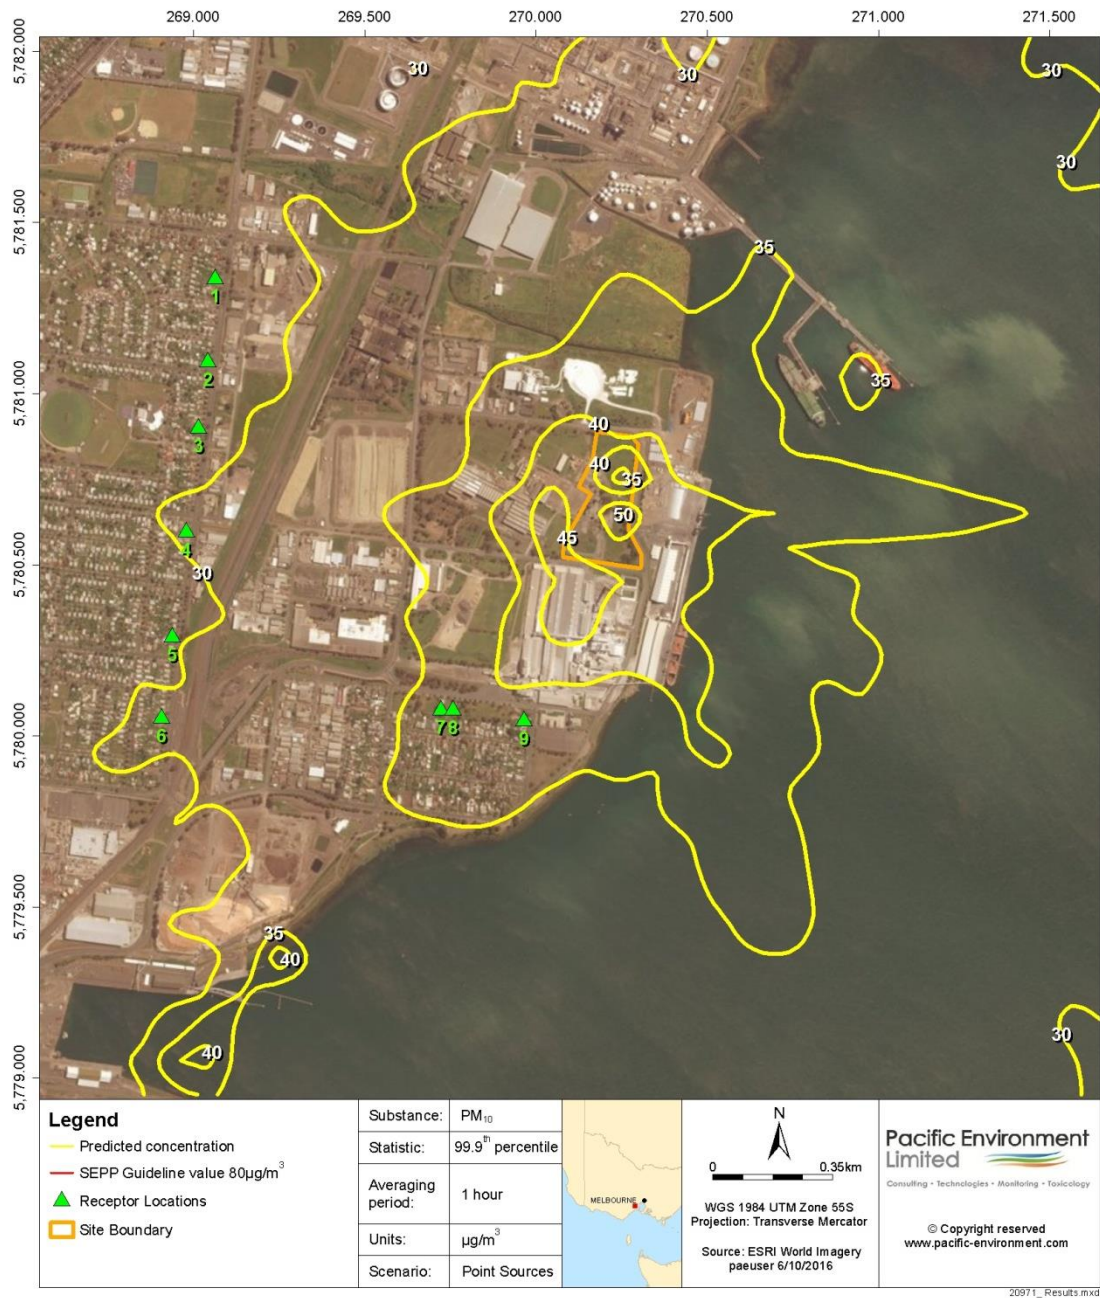 269.000 269.500 270.000 270.500 271.000 271.500
5,782.000
5,781.500
5,781.000
5,780.500
5,780.000
5,779.500
5,779.000
30
30
30
30
35
1
2
35
3
40
40
35
50
45
4
30
5
6
7 8 9
35
40
40
30
Legend
Predicted concentration
SEPP Guideline value 80µg/m³
Receptor Locations
Site Boundary
Substance: PM₁₀
Statistic: 99.9th percentile
Averaging period: 1 hour
Units: µg/m³
Scenario: Point Sources
MELBOURNE
N
0 0.35km
WGS 1984 UTM Zone 55S
Projection: Transverse Mercator
Source: ESRI World Imagery
paeuser 6/10/2016
Pacific Environment
Limited
Consulting • Technologies • Monitoring • Toxicology
© Copyright reserved
www.pacific-environment.com
20971_Results.mxd